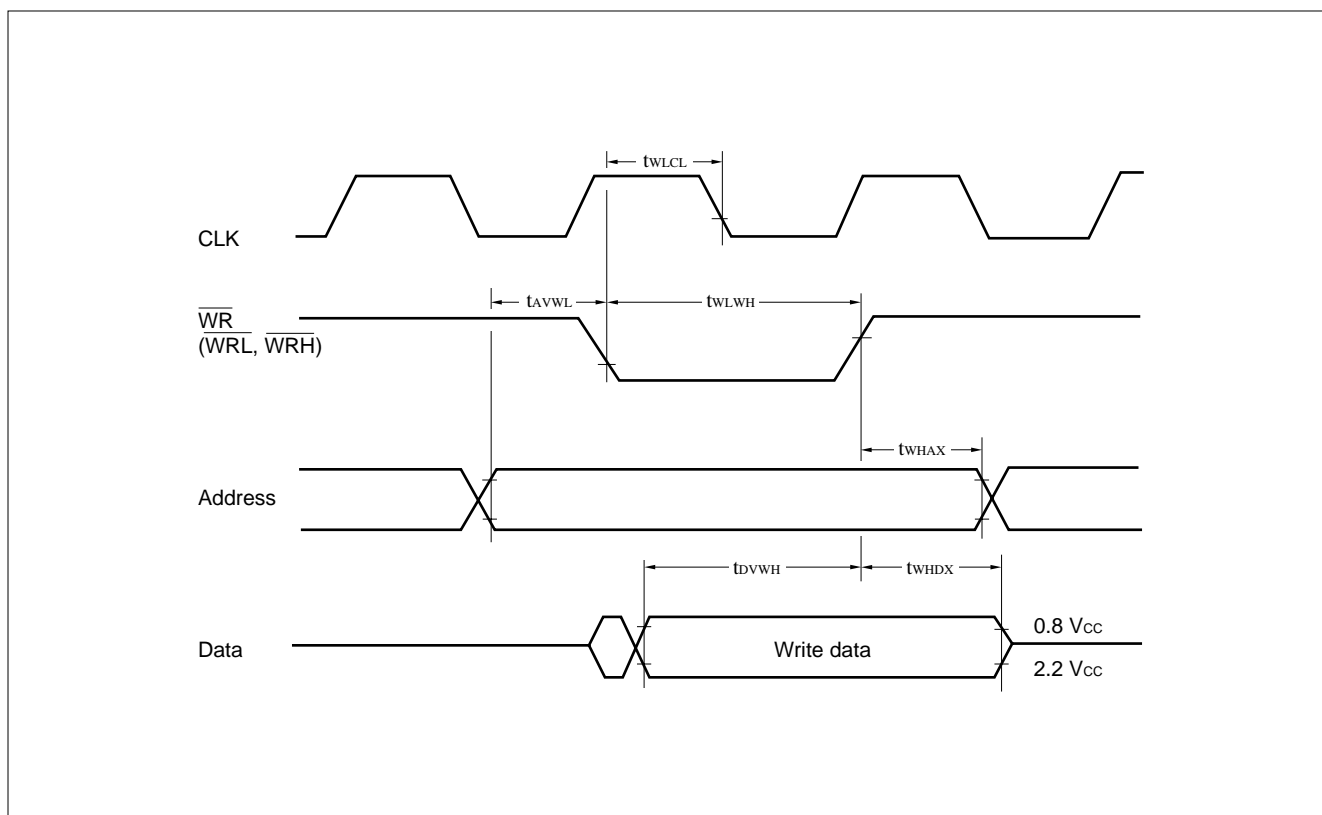 tWLCL
CLK
tAVWL
tWLWH
WR
(WRL, WRH)
tWHAX
Address
tDVWH
tWHDX
0.8 VCC
Data
Write data
2.2 VCC